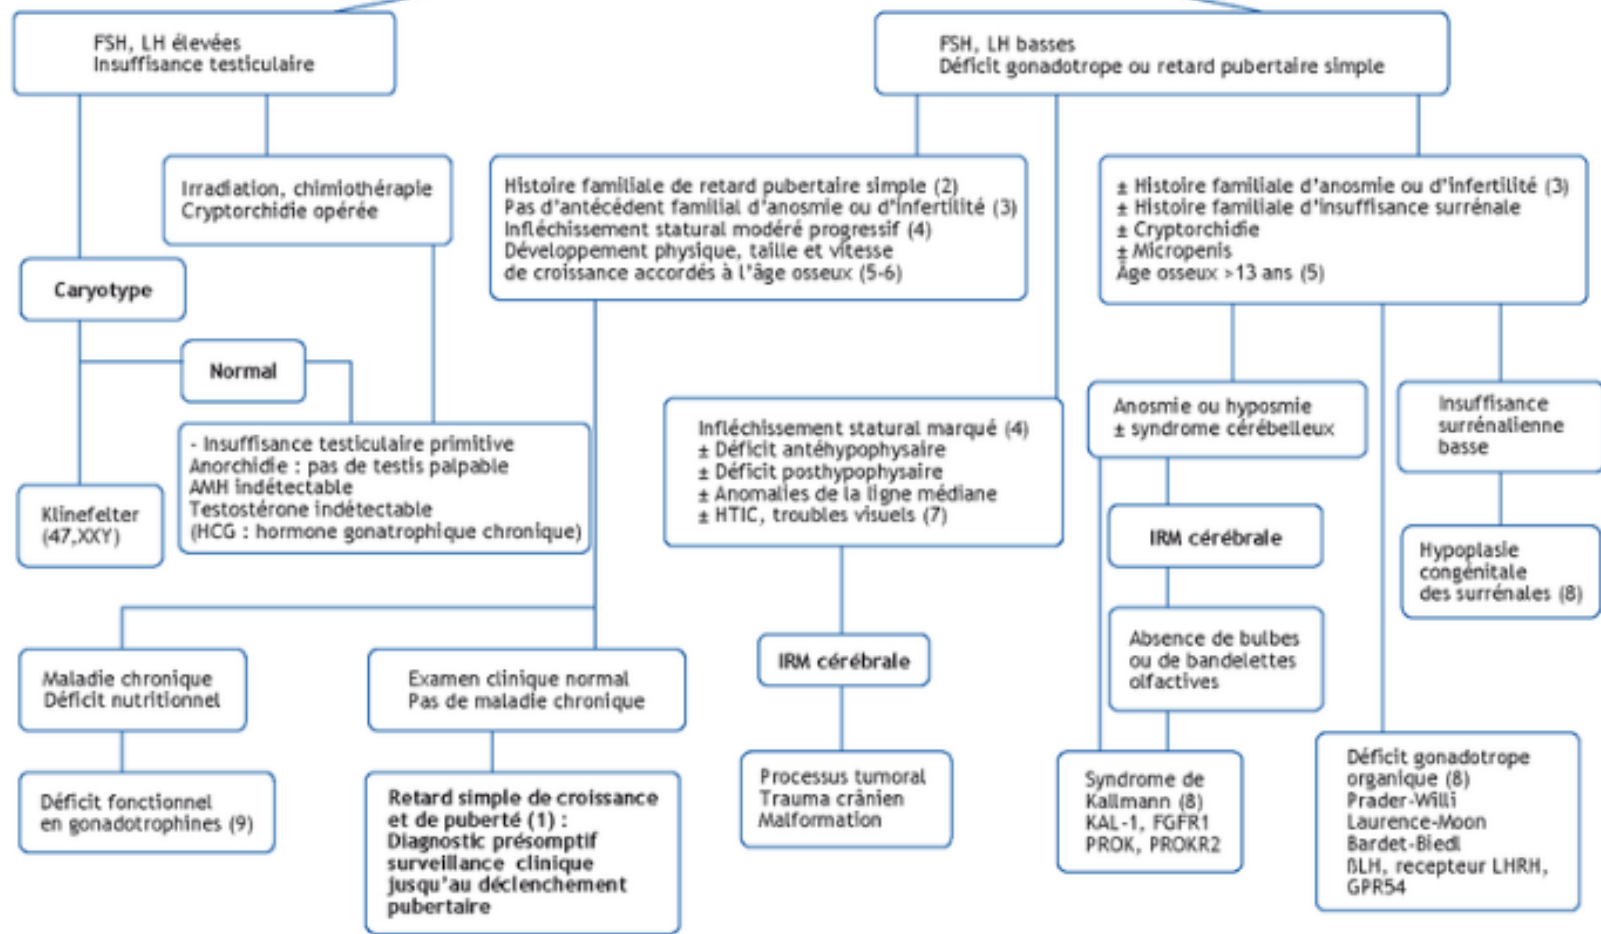 FSH, LH élevées
Insuffisance testiculaire
FSH, LH basses
Déficit gonadotrope ou retard pubertaire simple
Irradiation, chimiothérapie
Cryptorchidie opérée
Histoire familiale de retard pubertaire simple (2)
Pas d'antécédent familial d'anosmie ou d'infertilité (3)
Infléchissement statural modéré progressif (4)
Développement physique, taille et vitesse
de croissance accordés à l'âge osseux (5-6)
± Histoire familiale d'anosmie ou d'infertilité (3)
± Histoire familiale d'insuffisance surrénale
± Cryptorchidie
± Micropenis
Âge osseux >13 ans (5)
Caryotype
Normal
- Insuffisance testiculaire primitive
Anorchidie : pas de testis palpable
AMH indétectable
Testostérone indétectable
(HCG : hormone gonatrophique chronique)
Klinefelter
(47,XXY)
Infléchissement statural marqué (4)
± Déficit antéhypophysaire
± Déficit posthypophysaire
± Anomalies de la ligne médiane
± HTIC, troubles visuels (7)
Anosmie ou hyposmie
± syndrome cérébelleux
Insuffisance
surrénalienne
basse
IRM cérébrale
Hypoplasie
congénitale
des surrénales (8)
Absence de bulbes
ou de bandelettes
olfactives
Maladie chronique
Déficit nutritionnel
Examen clinique normal
Pas de maladie chronique
IRM cérébrale
Déficit fonctionnel
en gonadotrophines (9)
Retard simple de croissance
et de puberté (1) :
Diagnostic présomptif
surveillance clinique
jusqu'au déclenchement
pubertaire
Processus tumoral
Trauma crânien
Malformation
Syndrome de
Kallmann (8)
KAL-1, FGFR1
PROK, PROKR2
Déficit gonadotrope
organique (8)
Prader-Willi
Laurence-Moon
Bardet-Biedl
ßLH, recepteur LHRH,
GPR54